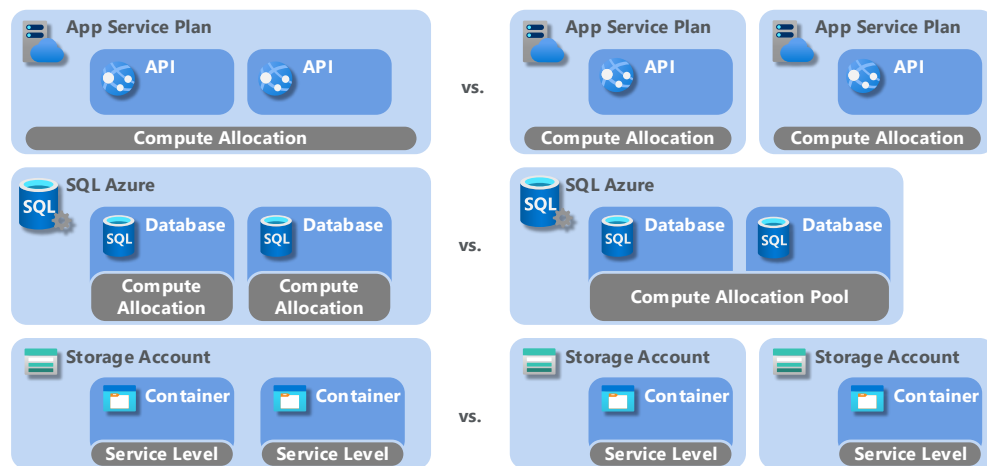 App Service Plan
API
API
Compute Allocation
vs.
App Service Plan
API
Compute Allocation
App Service Plan
API
Compute Allocation
SQL Azure
SQL
SQL
Database
SQL
Database
Compute
Allocation
Compute
Allocation
vs.
SQL Azure
SQL
SQL
Database
SQL
Database
Compute Allocation Pool
Storage Account
Container
Container
Service Level
Service Level
vs.
Storage Account
Container
Service Level
Storage Account
Container
Service Level